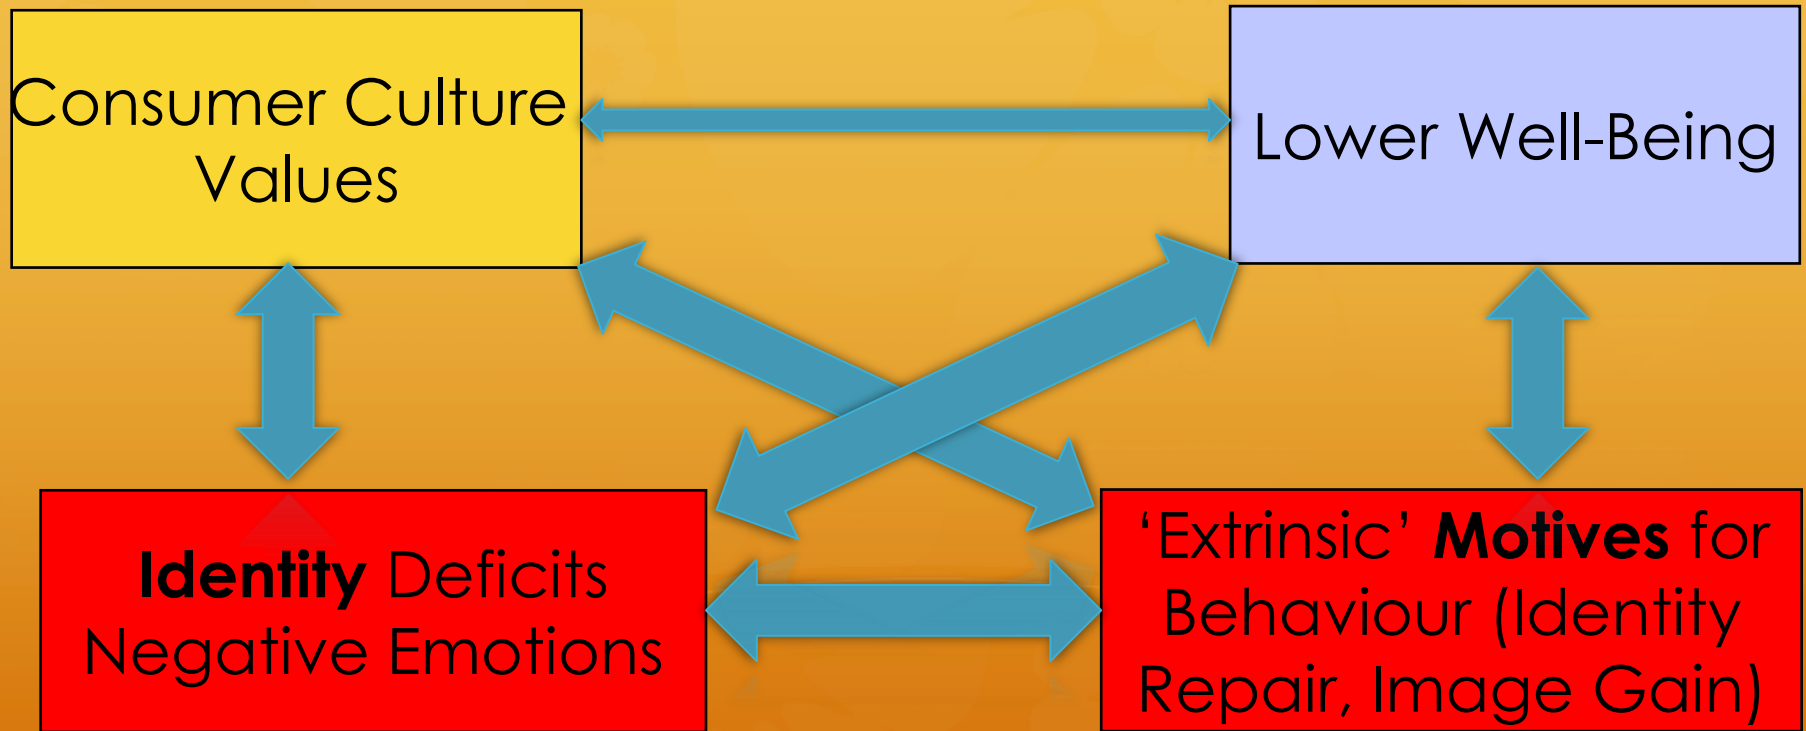 Consumer Culture
Values
Lower Well-Being
Identity Deficits
Negative Emotions
‘Extrinsic’ Motives for
Behaviour (Identity
Repair, Image Gain)